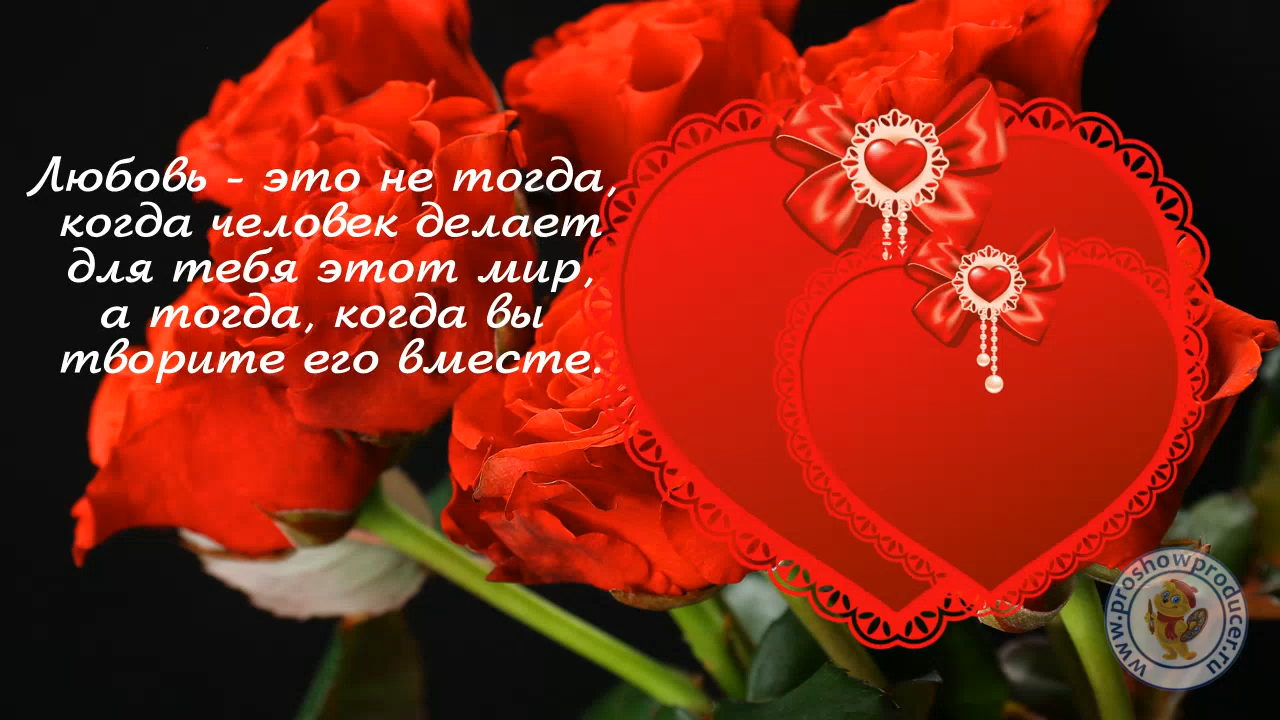 Любовь - это не тогда,
когда человек делает
для тебя этот мир,
а тогда, когда вы
творите его вместе.
www.proshowproducer.ru